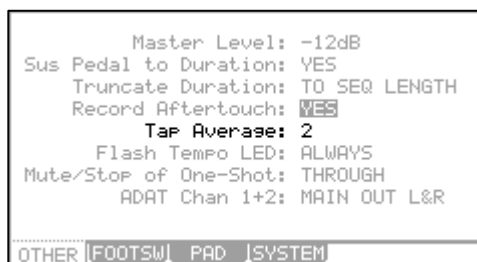 Master Level: -12dB
Sus Pedal to Duration: YES
Truncate Duration: TO SEQ LENGTH
Record Aftertouch: YES
Tap Average: 2
Flash Tempo LED: ALWAYS
Mute/Stop of One-Shot: THROUGH
ADAT Chan 1+2: MAIN OUT L&R
OTHER FOOTSW PAD SYSTEM